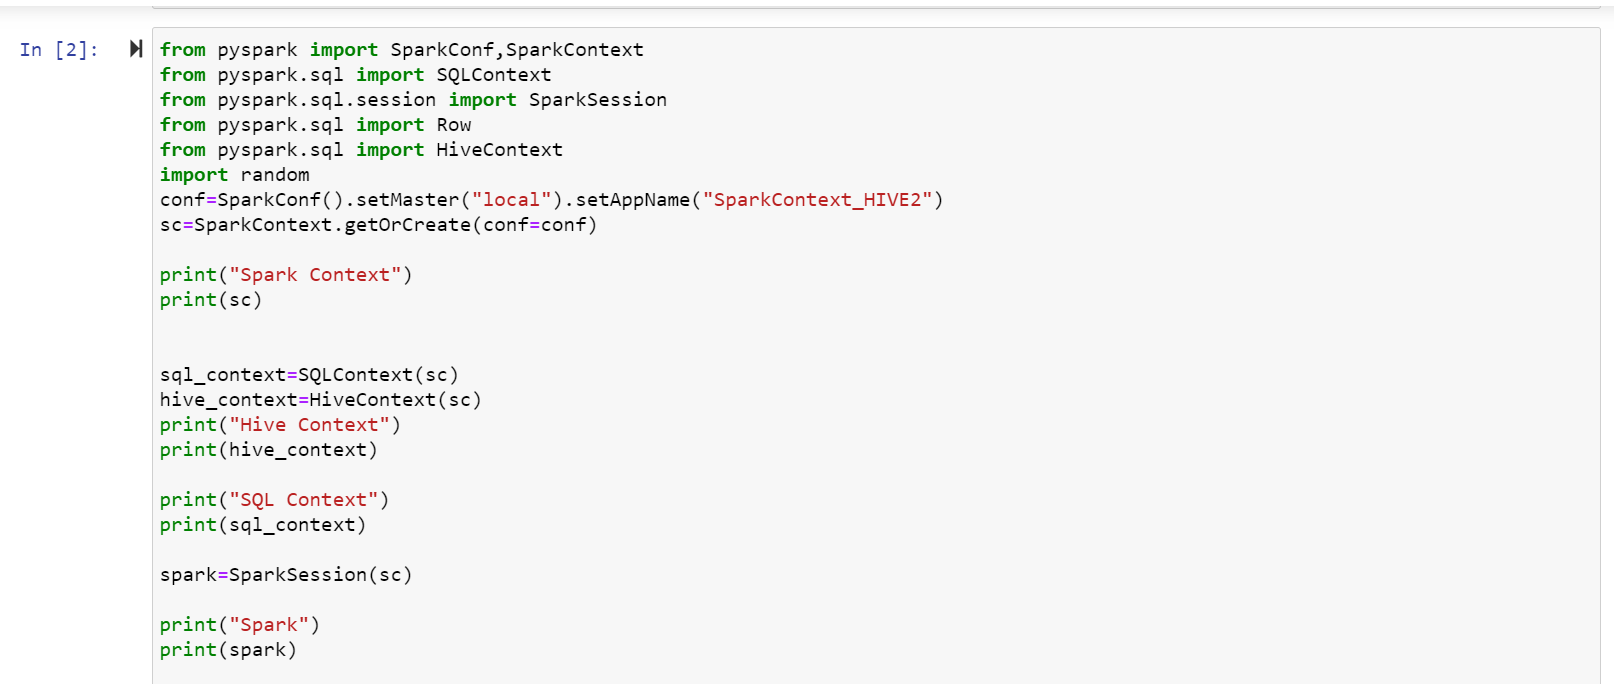 In [2]:
from pyspark import SparkConf,SparkContext
from pyspark.sql import SQLContext
from pyspark.sql.session import SparkSession
from pyspark.sql import Row
from pyspark.sql import HiveContext
import random
conf=SparkConf().setMaster("local").setAppName("SparkContext_HIVE2")
sc=SparkContext.getOrCreate(conf=conf)
print("Spark Context")
print(sc)
sql_context=SQLContext(sc)
hive_context=HiveContext(sc)
print("Hive Context")
print(hive_context)
print("SQL Context")
print(sql_context)
spark=SparkSession(sc)
print("Spark")
print(spark)